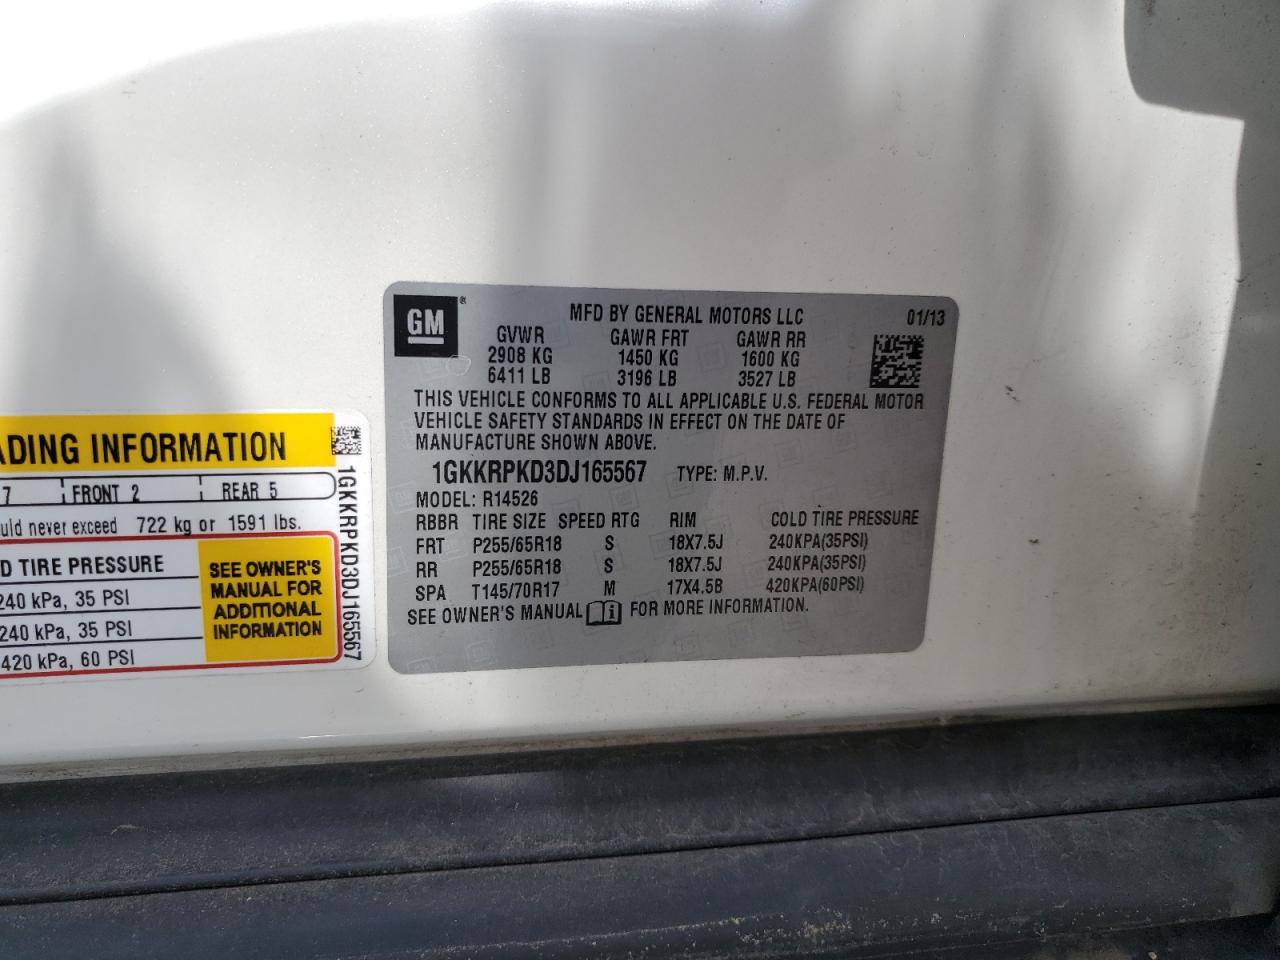 GM
®
MFD BY GENERAL MOTORS LLC 01/13
GVWR GAWR FRT GAWR RR
2908 KG 1450 KG 1600 KG
6411 LB 3196 LB 3527 LB
THIS VEHICLE CONFORMS TO ALL APPLICABLE U.S. FEDERAL MOTOR
VEHICLE SAFETY STANDARDS IN EFFECT ON THE DATE OF
MANUFACTURE SHOWN ABOVE.
1GKKRPKD3DJ165567 TYPE: M.P.V.
MODEL: R14526
RBBR TIRE SIZE SPEED RTG RIM COLD TIRE PRESSURE
FRT P255/65R18 S 18X7.5J 240KPA(35PSI)
RR P255/65R18 S 18X7.5J 240KPA(35PSI)
SPA T145/70R17 M 17X4.5B 420KPA(60PSI)
SEE OWNER'S MANUAL i FOR MORE INFORMATION.
ADING INFORMATION
7 FRONT 2 REAR 5
uld never exceed 722 kg or 1591 lbs.
D TIRE PRESSURE
240 kPa, 35 PSI
240 kPa, 35 PSI
420 kPa, 60 PSI
SEE OWNER'S
MANUAL FOR
ADDITIONAL
INFORMATION
1GKKRPKD3DJ165567